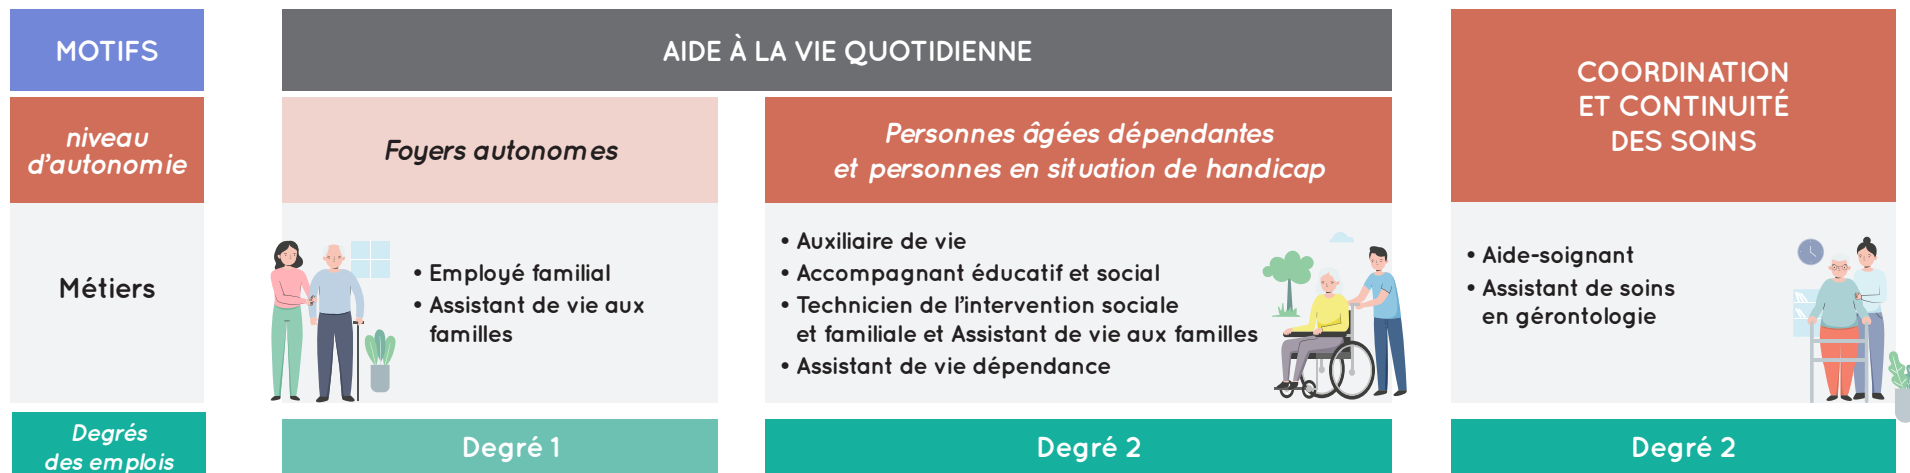 MOTIFS
AIDE À LA VIE QUOTIDIENNE
COORDINATION
ET CONTINUITÉ
DES SOINS
niveau
d'autonomie
Foyers autonomes
Personnes âgées dépendantes
et personnes en situation de handicap
Métiers
• Employé familial
• Assistant de vie aux
familles
• Auxiliaire de vie
• Accompagnant éducatif et social
• Technicien de l'intervention sociale
et familiale et Assistant de vie aux familles
• Assistant de vie dépendance
• Aide-soignant
• Assistant de soins
en gérontologie
Degrés
des emplois
Degré 1
Degré 2
Degré 2